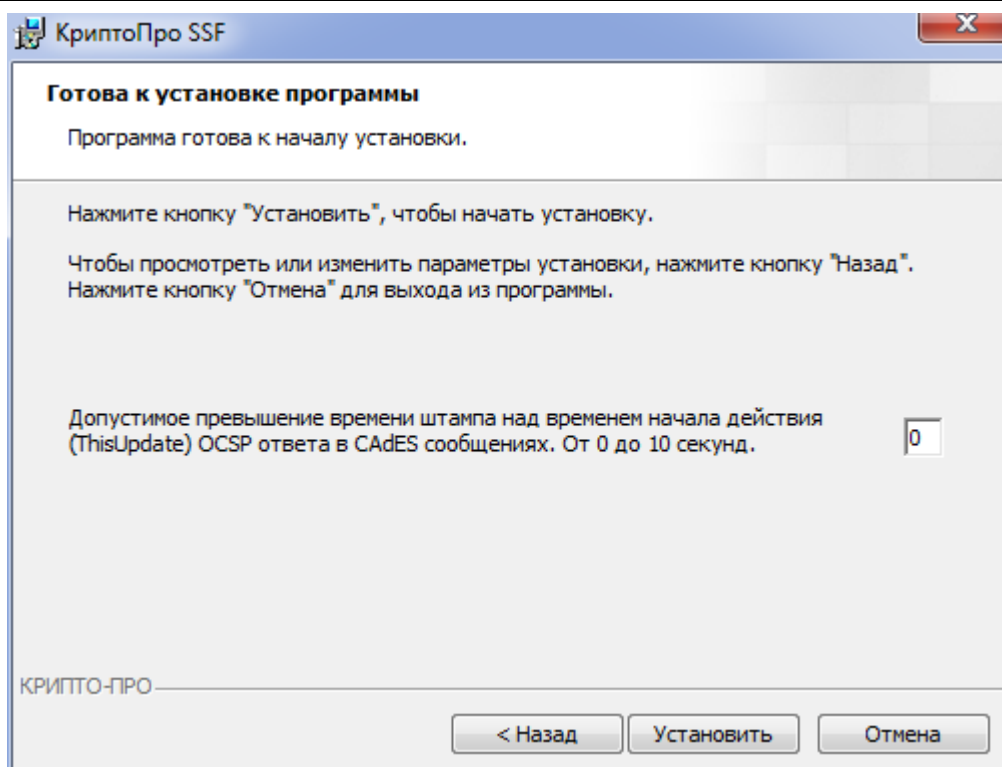 КриптоПро SSF
Готова к установке программы
Программа готова к началу установки.
Нажмите кнопку "Установить", чтобы начать установку.
Чтобы просмотреть или изменить параметры установки, нажмите кнопку "Назад".
Нажмите кнопку "Отмена" для выхода из программы.
Допустимое превышение времени штампа над временем начала действия
(ThisUpdate) OCSP ответа в CAdES сообщениях. От 0 до 10 секунд.
0
КРИПТО-ПРО
< Назад
Установить
Отмена